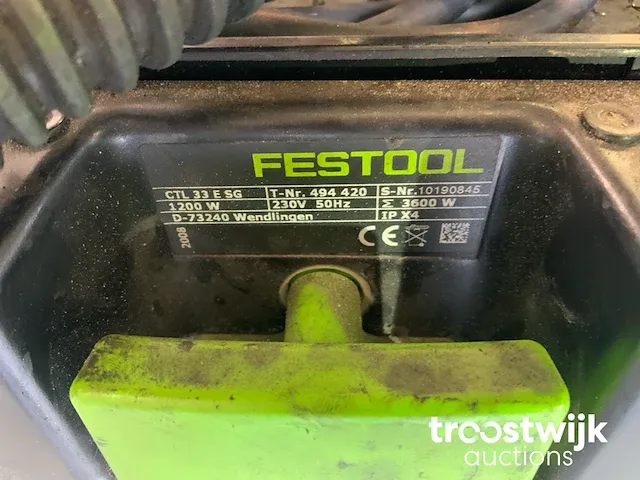 FESTOOL
CTL 33 E SG T-Nr. 494 420 S-Nr.10190845
1200 W 230V 50Hz Σ 3600 W
D-73240 Wendlingen IP X4
2008 CE
troostwijk
auctions